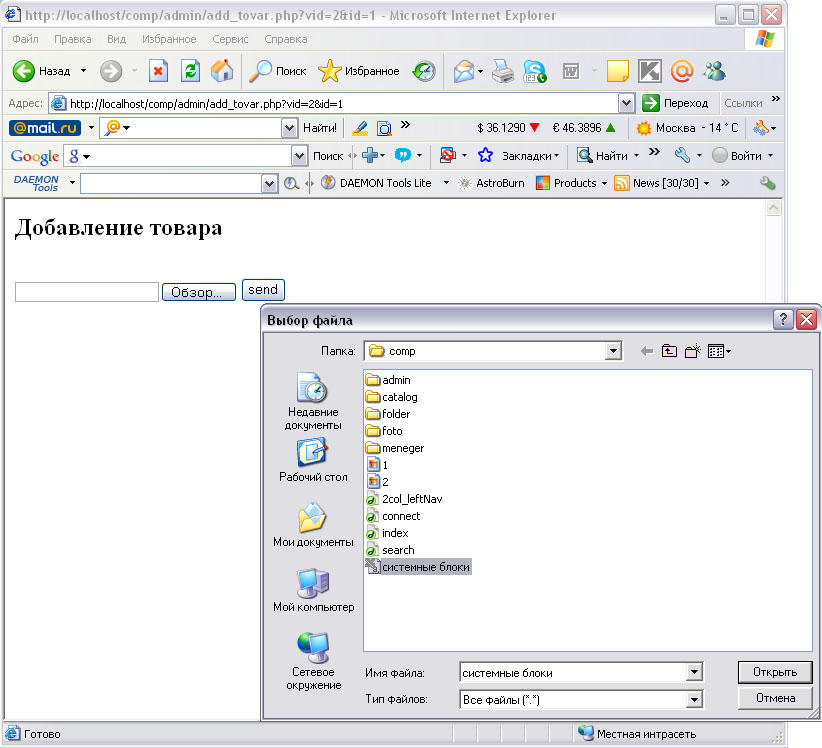 http://localhost/comp/admin/add_tovar.php?vid=2&id=1 - Microsoft Internet Explorer
Файл Правка Вид Избранное Сервис Справка
Назад Поиск Избранное
Адрес: http://localhost/comp/admin/add_tovar.php?vid=2&id=1 Переход Ссылки »
@mail.ru Найти! » $ 36.1290 € 46.3896 Москва - 14 ° C
Google g Поиск Закладки Найти » Войти
DAEMON Tools DAEMON Tools Lite AstroBurn Products News [30/30] »
Добавление товара
Обзор... send
Выбор файла
Папка: comp
Недавние документы
Рабочий стол
Мои документы
Мой компьютер
Сетевое окружение
admin
catalog
folder
foto
meneger
1
2
2col_leftNav
connect
index
search
системные блоки
Имя файла: системные блоки Открыть
Тип файлов: Все файлы (*.*) Отмена
Готово Местная интрасеть